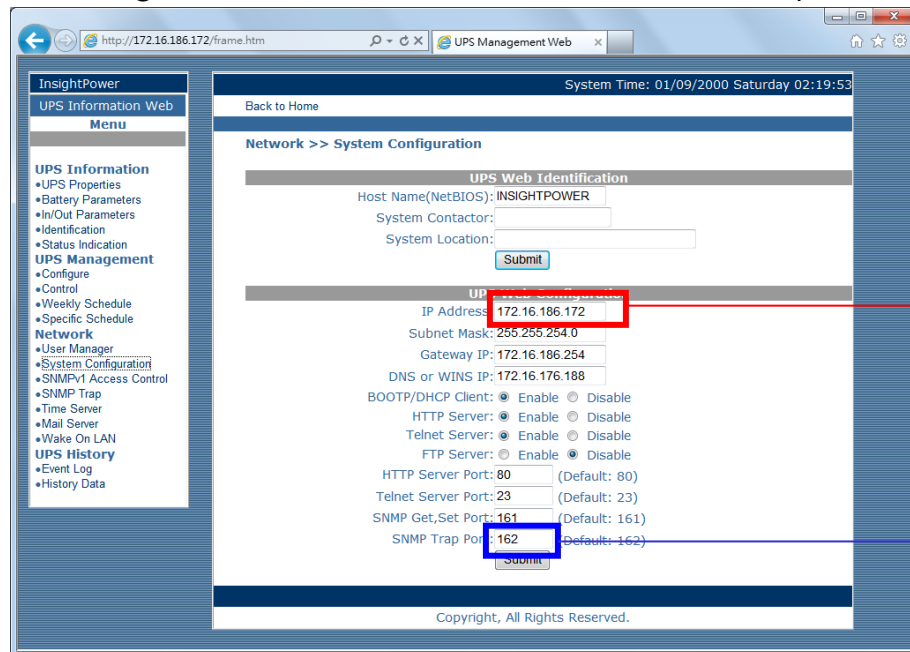 http://172.16.186.172/frame.htm
UPS Management Web
InsightPower
System Time: 01/09/2000 Saturday 02:19:53
UPS Information Web
Back to Home
Menu
Network >> System Configuration
UPS Information
•UPS Properties
•Battery Parameters
•In/Out Parameters
•Identification
•Status Indication
UPS Management
•Configure
•Control
•Weekly Schedule
•Specific Schedule
Network
•User Manager
•System Configuration
•SNMPv1 Access Control
•SNMP Trap
•Time Server
•Mail Server
•Wake On LAN
UPS History
•Event Log
•History Data
UPS Web Identification
Host Name(NetBIOS): INSIGHTPOWER
System Contactor:
System Location:
Submit
UPS Web Configuration
IP Address: 172.16.186.172
Subnet Mask: 255.255.254.0
Gateway IP: 172.16.186.254
DNS or WINS IP: 172.16.176.188
BOOTP/DHCP Client: Enable Disable
HTTP Server: Enable Disable
Telnet Server: Enable Disable
FTP Server: Enable Disable
HTTP Server Port: 80 (Default: 80)
Telnet Server Port: 23 (Default: 23)
SNMP Get,Set Port: 161 (Default: 161)
SNMP Trap Port: 162 (Default: 162)
Submit
Copyright, All Rights Reserved.